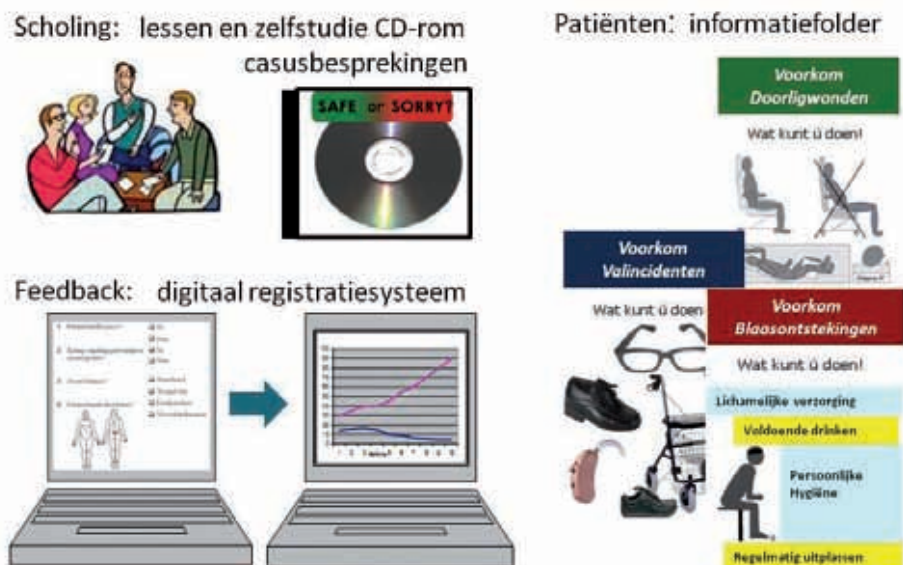 Scholing: lessen en zelfstudie CD-rom
casusbesprekingen
SAFE or SORRY?
Feedback: digitaal registratiesysteem
Patiënten: informatiefolder
Voorkom
Doorligwonden
Wat kunt ú doen!
Voorkom
Valincidenten
Wat kunt ú doen
Voorkom
Blaasontstekingen
Wat kunt ú doen!
Lichamelijke verzorging
Voldoende drinken
Persoonlijke
Hygiëne
Regelmatig uitplassen